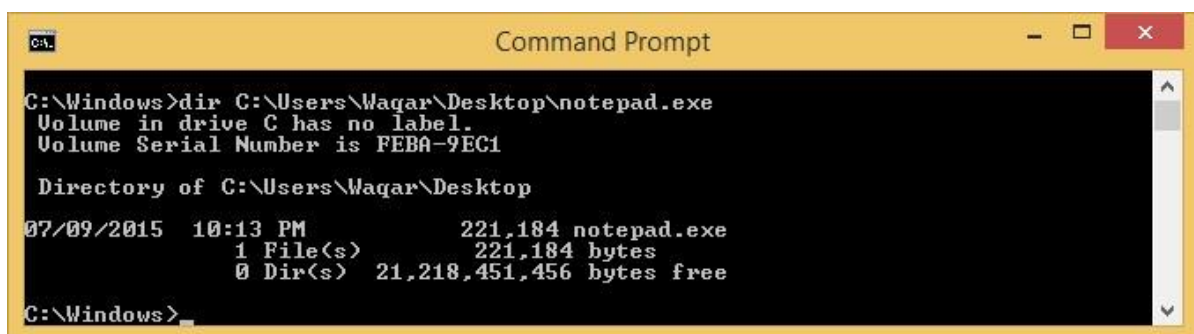 C:\.
Command Prompt
C:\Windows>dir C:\Users\Waqar\Desktop\notepad.exe
Volume in drive C has no label.
Volume Serial Number is FEBA-9EC1
Directory of C:\Users\Waqar\Desktop
07/09/2015 10:13 PM 221,184 notepad.exe
1 File(s) 221,184 bytes
0 Dir(s) 21,218,451,456 bytes free
C:\Windows>_